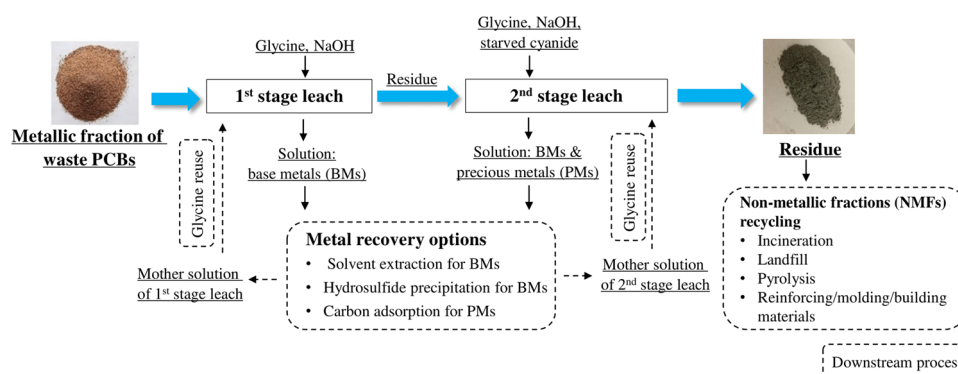 Glycine, NaOH
Glycine, NaOH,
starved cyanide
1st stage leach
Residue
2nd stage leach
Metallic fraction of
waste PCBs
Glycine reuse
Solution:
base metals (BMs)
Solution: BMs &
precious metals (PMs)
Glycine reuse
Residue
Metal recovery options
• Solvent extraction for BMs
• Hydrosulfide precipitation for BMs
• Carbon adsorption for PMs
Mother solution
of 1st stage leach
Mother solution
of 2nd stage leach
Non-metallic fractions (NMFs)
recycling
• Incineration
• Landfill
• Pyrolysis
• Reinforcing/molding/building
materials
Downstream proces